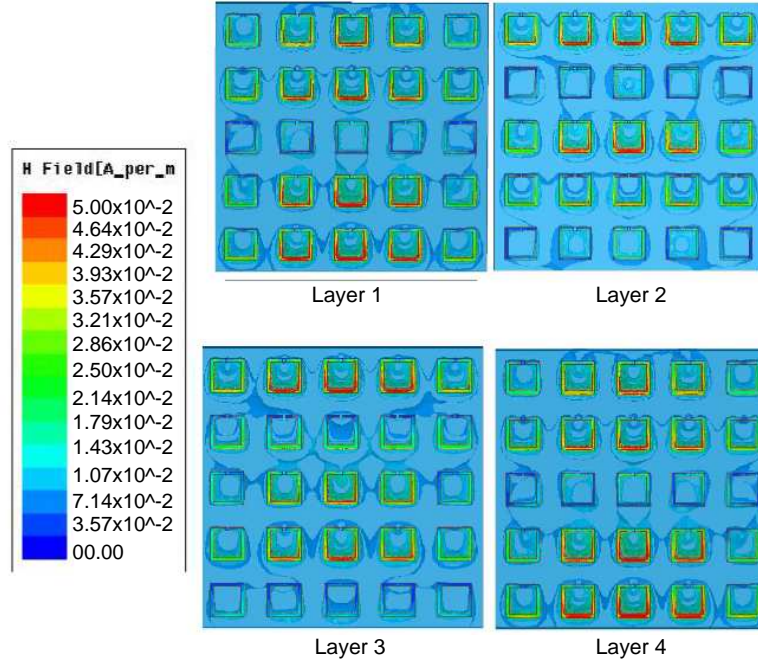 H Field[A_per_m
5.00x10^-2
4.64x10^-2
4.29x10^-2
3.93x10^-2
3.57x10^-2
3.21x10^-2
2.86x10^-2
2.50x10^-2
2.14x10^-2
1.79x10^-2
1.43x10^-2
1.07x10^-2
7.14x10^-2
3.57x10^-2
00.00
Layer 1
Layer 2
Layer 3
Layer 4